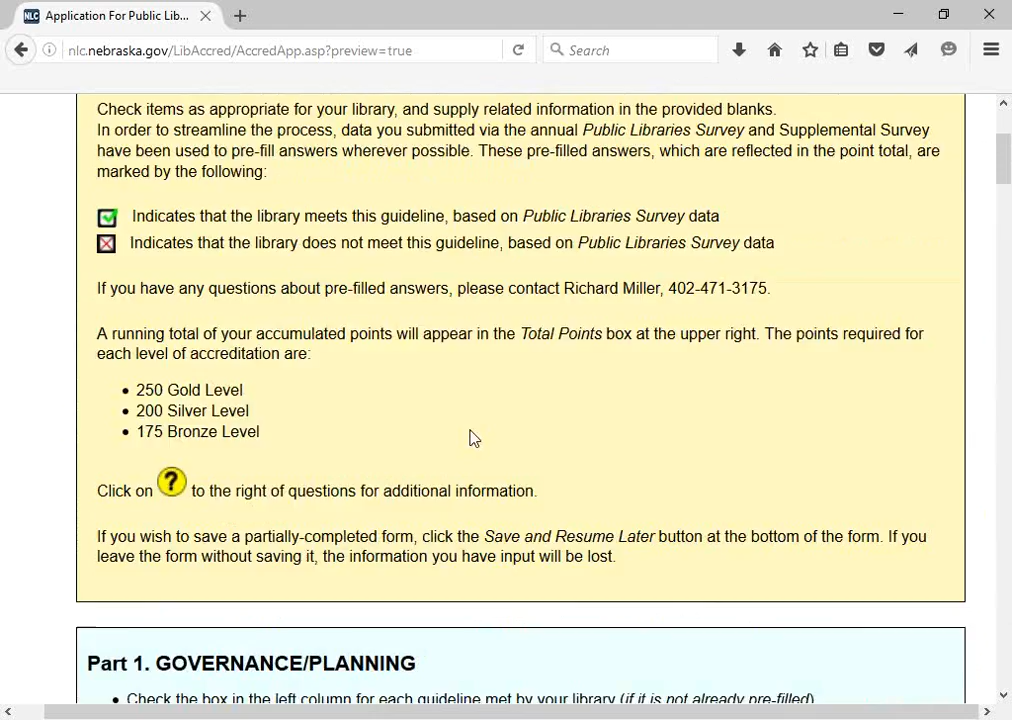 NLC Application For Public Lib...
nlc.nebraska.gov/LibAccred/AccredApp.asp?preview=true
Search
Check items as appropriate for your library, and supply related information in the provided blanks.
In order to streamline the process, data you submitted via the annual Public Libraries Survey and Supplemental Survey
have been used to pre-fill answers wherever possible. These pre-filled answers, which are reflected in the point total, are
marked by the following:
Indicates that the library meets this guideline, based on Public Libraries Survey data
Indicates that the library does not meet this guideline, based on Public Libraries Survey data
If you have any questions about pre-filled answers, please contact Richard Miller, 402-471-3175.
A running total of your accumulated points will appear in the Total Points box at the upper right. The points required for
each level of accreditation are:
• 250 Gold Level
• 200 Silver Level
• 175 Bronze Level
Click on ? to the right of questions for additional information.
If you wish to save a partially-completed form, click the Save and Resume Later button at the bottom of the form. If you
leave the form without saving it, the information you have input will be lost.
Part 1. GOVERNANCE/PLANNING
• Check the box in the left column for each guideline met by your library (if it is not already pre-filled)